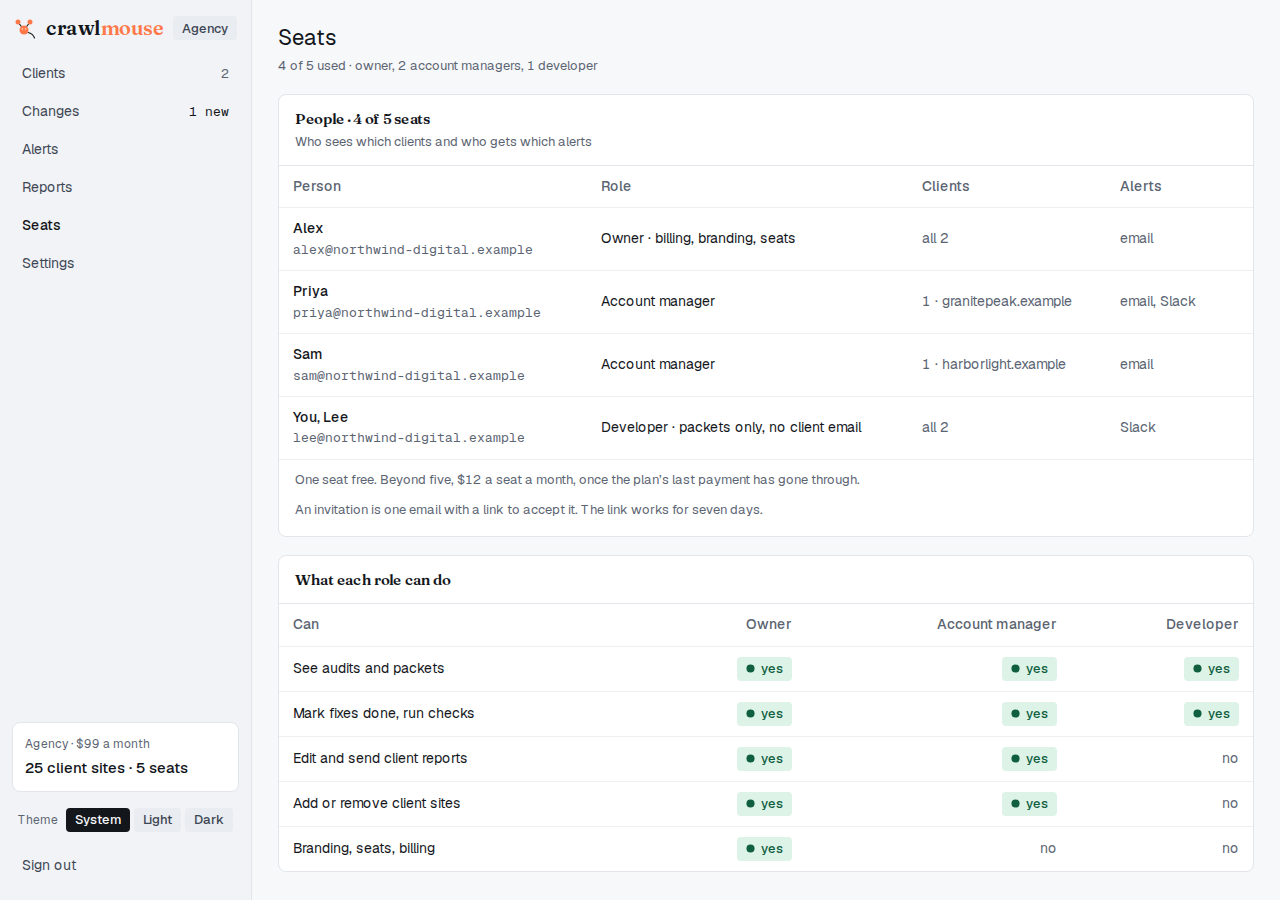 crawlmouse Agency
Clients 2
Changes 1 new
Alerts
Reports
Seats
Settings
Agency · $99 a month
25 client sites · 5 seats
Theme System Light Dark
Sign out
Seats
4 of 5 used · owner, 2 account managers, 1 developer
People · 4 of 5 seats
Who sees which clients and who gets which alerts
Person Role Clients Alerts
Alex
alex@northwind-digital.example
Owner · billing, branding, seats all 2 email
Priya
priya@northwind-digital.example
Account manager 1 · granitepeak.example email, Slack
Sam
sam@northwind-digital.example
Account manager 1 · harborlight.example email
You, Lee
lee@northwind-digital.example
Developer · packets only, no client email all 2 Slack
One seat free. Beyond five, $12 a seat a month, once the plan's last payment has gone through.
An invitation is one email with a link to accept it. The link works for seven days.
What each role can do
Can Owner Account manager Developer
See audits and packets yes yes yes
Mark fixes done, run checks yes yes yes
Edit and send client reports yes yes no
Add or remove client sites yes yes no
Branding, seats, billing yes no no